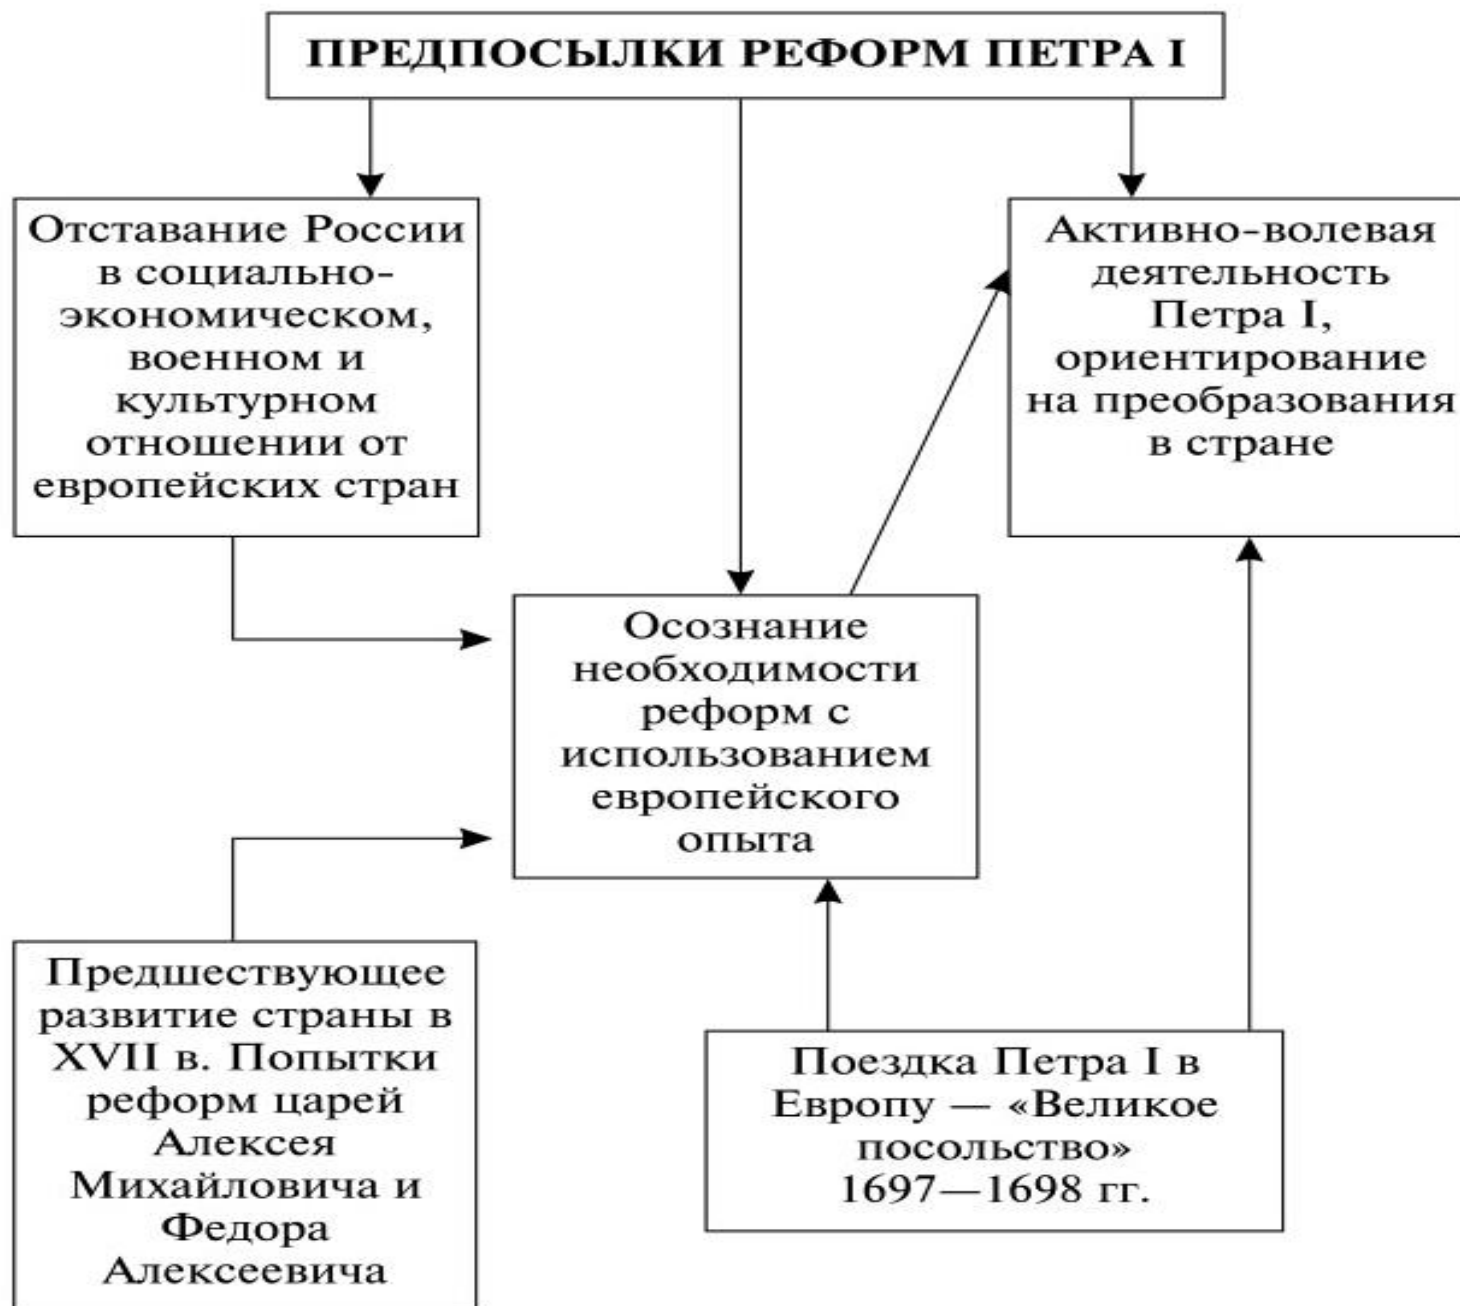 ПРЕДПОСЫЛКИ РЕФОРМ ПЕТРА I
Отставание России
в социально-
экономическом,
военном и
культурном
отношении от
европейских стран
Активно-волевая
деятельность
Петра I,
ориентирование
на преобразования
в стране
Осознание
необходимости
реформ с
использованием
европейского
опыта
Предшествующее
развитие страны в
XVII в. Попытки
реформ царей
Алексея
Михайловича и
Федора
Алексеевича
Поездка Петра I в
Европу — «Великое
посольство»
1697—1698 гг.